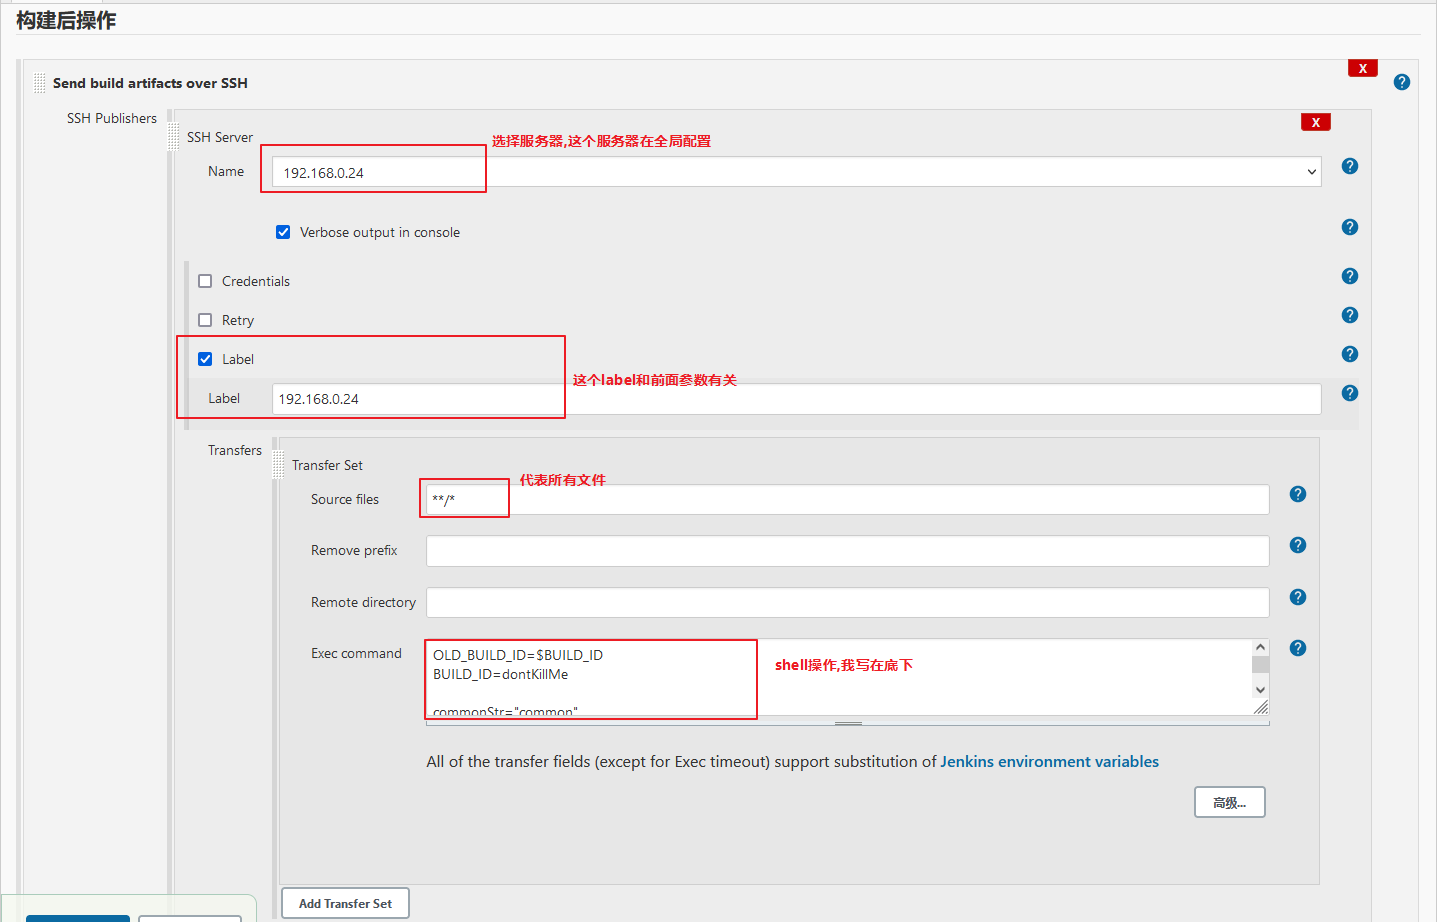 构建后操作
Send build artifacts over SSH
X
?
SSH Publishers
X
SSH Server
选择服务器,这个服务器在全局配置
Name
192.168.0.24
?
Verbose output in console
?
Credentials
?
Retry
?
Label
?
这个label和前面参数有关
Label
192.168.0.24
?
Transfers
Transfer Set
代表所有文件
Source files
**/*
?
Remove prefix
?
Remote directory
?
Exec command
OLD_BUILD_ID=$BUILD_ID
BUILD_ID=dontKillMe
commonStr="common"
shell操作,我写在底下
?
All of the transfer fields (except for Exec timeout) support substitution of Jenkins environment variables
高级...
Add Transfer Set